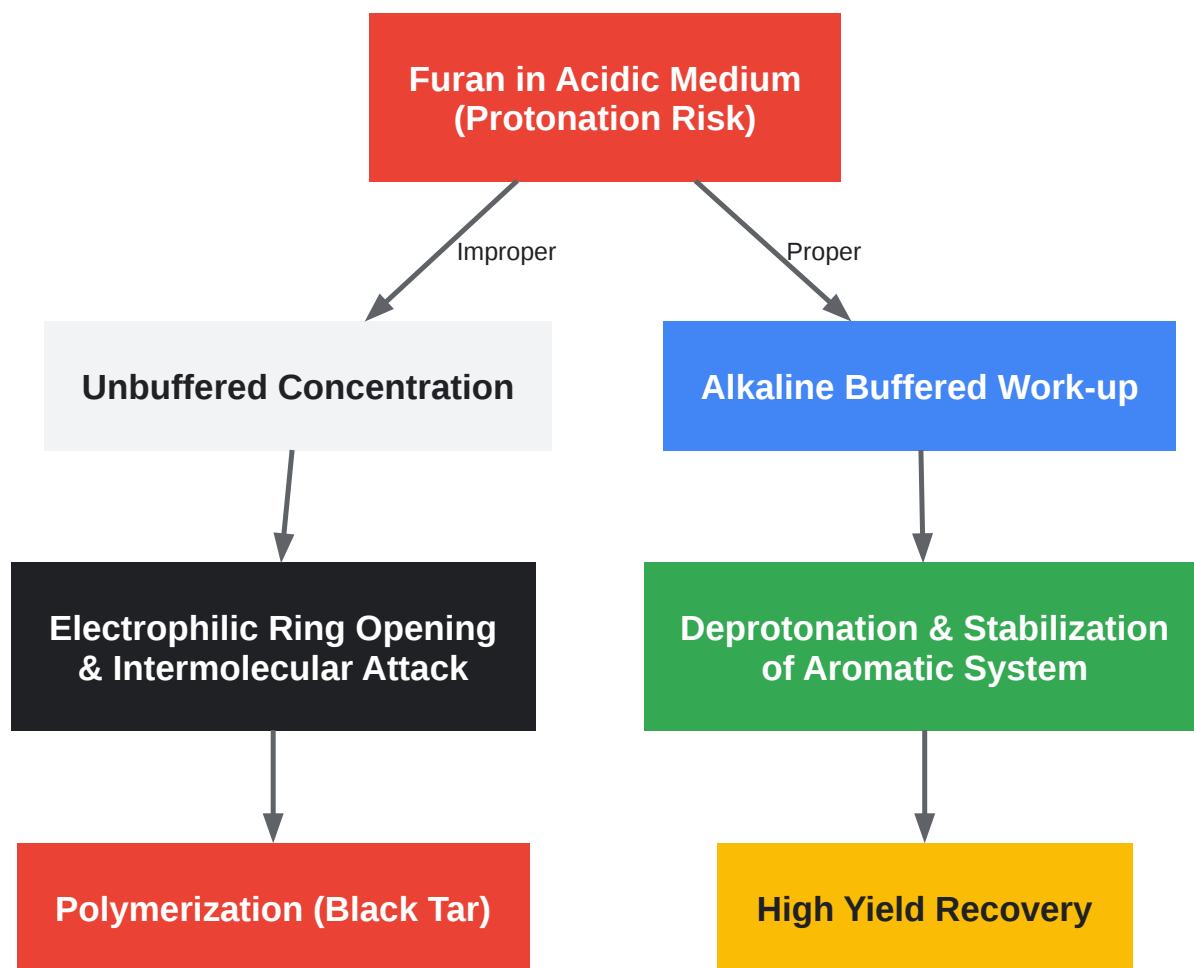 Furan in Acidic Medium
(Protonation Risk)
Improper
Proper
Unbuffered Concentration
Alkaline Buffered Work-up
Electrophilic Ring Opening
& Intermolecular Attack
Deprotonation & Stabilization
of Aromatic System
Polymerization (Black Tar)
High Yield Recovery